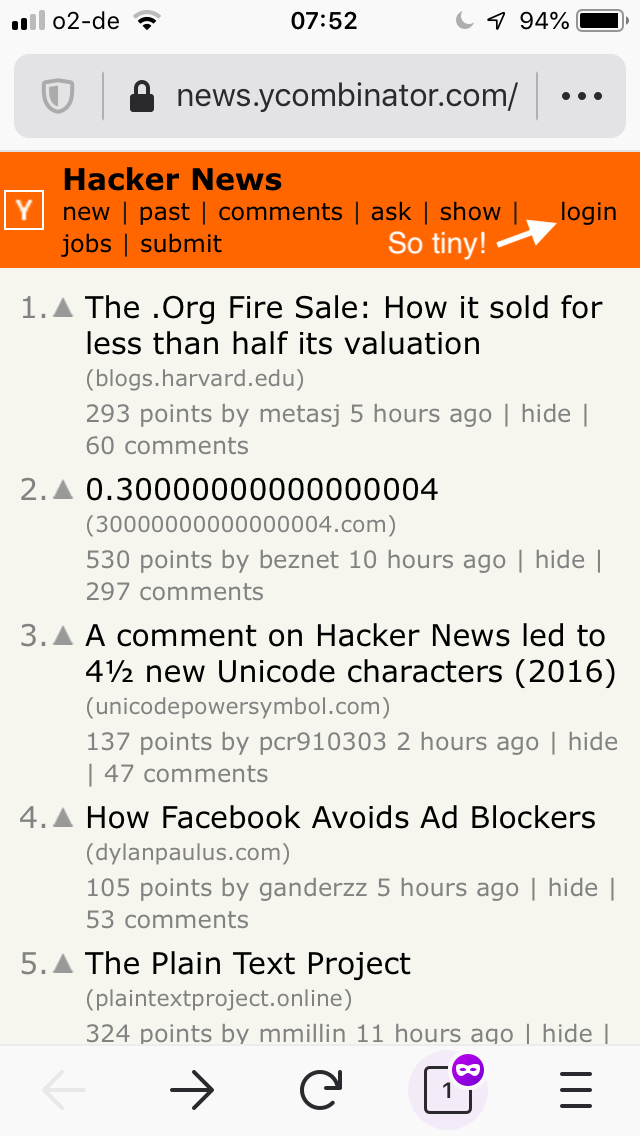 o2-de 07:52 94%
news.ycombinator.com/
Hacker News
Y new | past | comments | ask | show | login
jobs | submit So tiny!
1. The .Org Fire Sale: How it sold for
less than half its valuation
(blogs.harvard.edu)
293 points by metasj 5 hours ago | hide |
60 comments
2. 0.30000000000000004
(30000000000000004.com)
530 points by beznet 10 hours ago | hide |
297 comments
3. A comment on Hacker News led to
4½ new Unicode characters (2016)
(unicodepowersymbol.com)
137 points by pcr910303 2 hours ago | hide
| 47 comments
4. How Facebook Avoids Ad Blockers
(dylanpaulus.com)
105 points by ganderzz 5 hours ago | hide |
53 comments
5. The Plain Text Project
(plaintextproject.online)
324 points by mmillin 11 hours ago | hide |
1